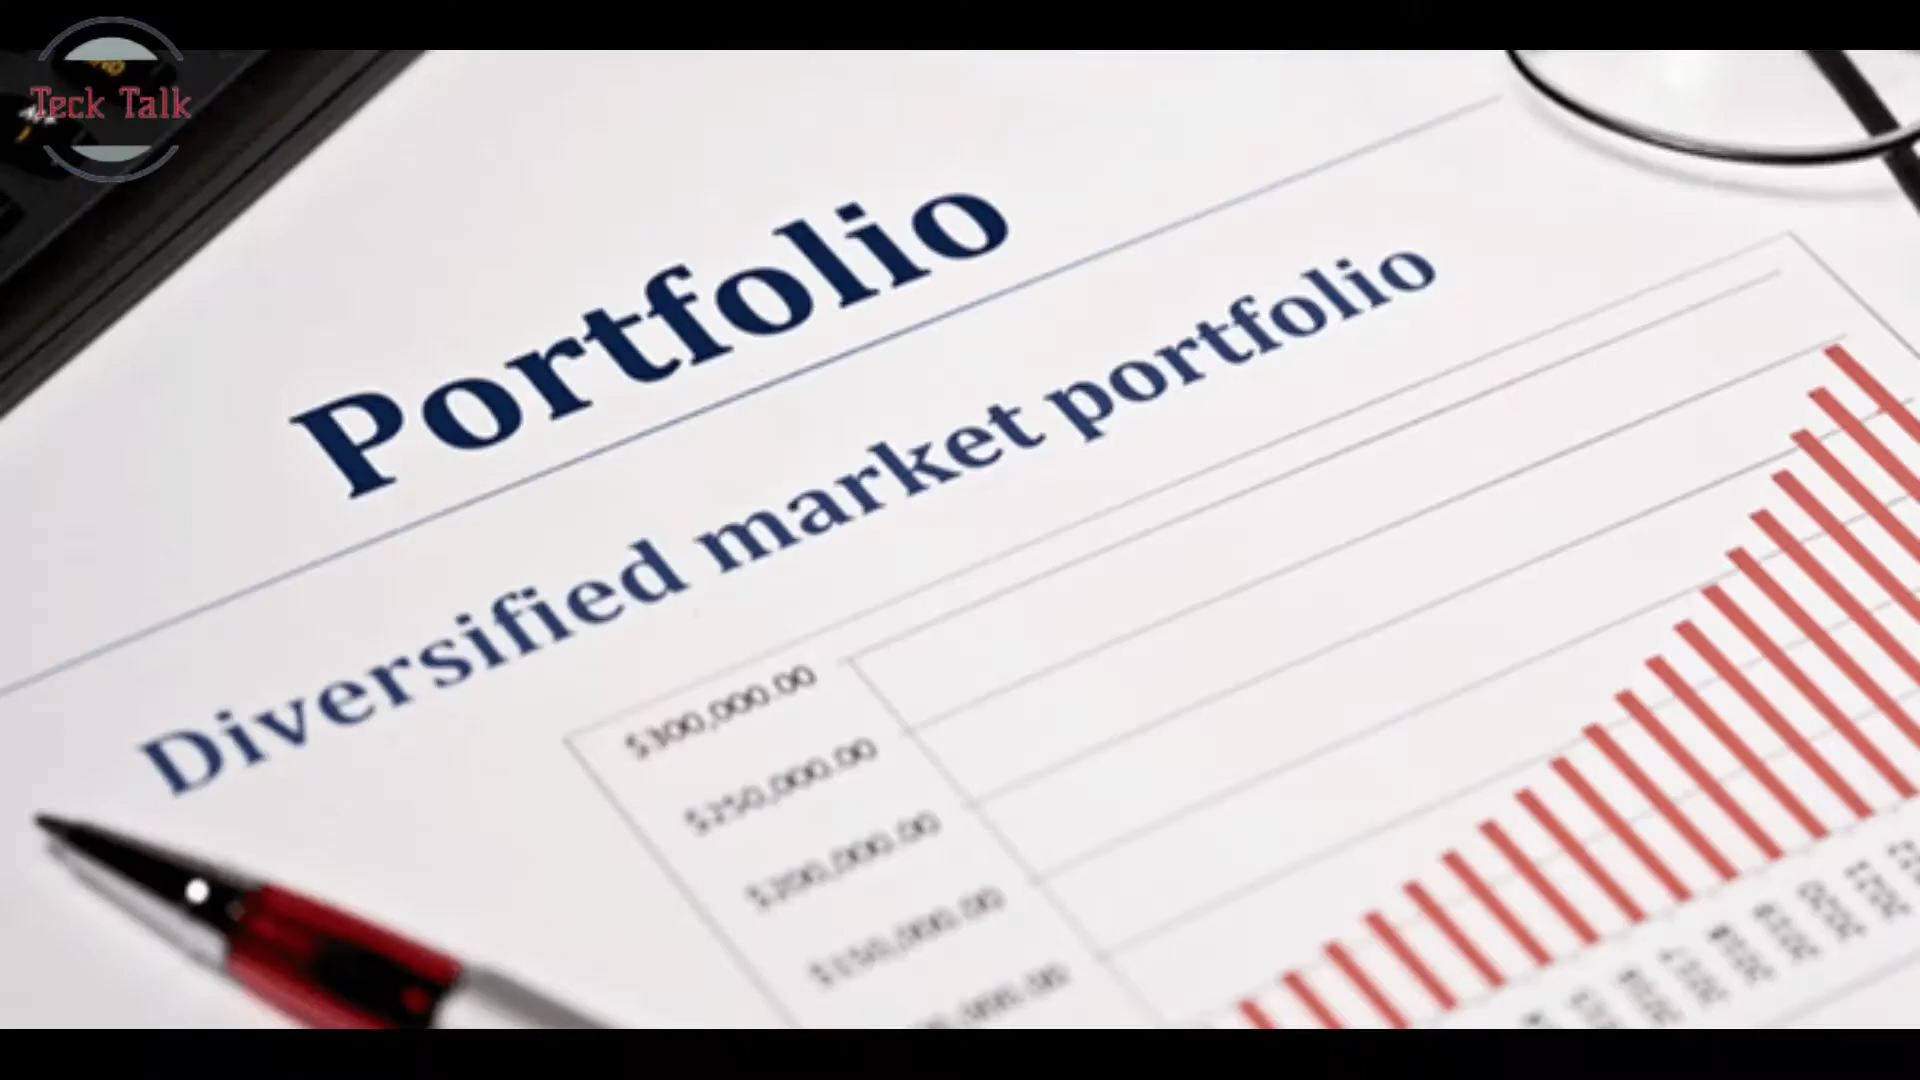 Teck Talk
Portfolio
Diversified market portfolio
$300,000.00
$250,000.00
$200,000.00
$150,000.00